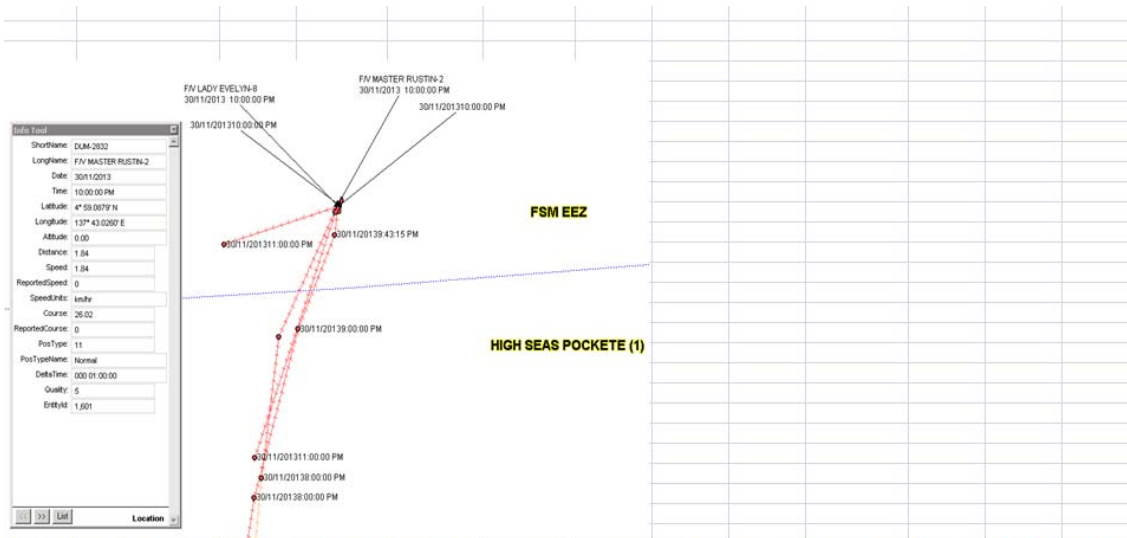 F/V LADY EVELYN-8
30/11/2013 10:00:00 PM
30/11/201310:00:00 PM
F/V MASTER RUSTIN-2
30/11/2013 10:00:00 PM
30/11/201310:00:00 PM
Info Tool
ShortName: DUM-2832
LongName: F/V MASTER RUSTIN-2
Date: 30/11/2013
Time: 10:00:00 PM
Latitude: 4° 59.0879' N
Longitude: 137° 43.0260' E
Altitude: 0.00
Distance: 1.84
Speed: 1.84
ReportedSpeed: 0
SpeedUnits: km/hr
Course: 26.02
ReportedCourse: 0
PosType: 11
PosTypeName: Normal
DeltaTime: 000 01:00:00
Quality: 5
EntityId: 1,601
<< >> List Location
FSM EEZ
30/11/20139:43:15 PM
30/11/201311:00:00 PM
30/11/20139:00:00 PM
HIGH SEAS POCKETE (1)
30/11/201311:00:00 PM
30/11/20138:00:00 PM
30/11/20138:00:00 PM